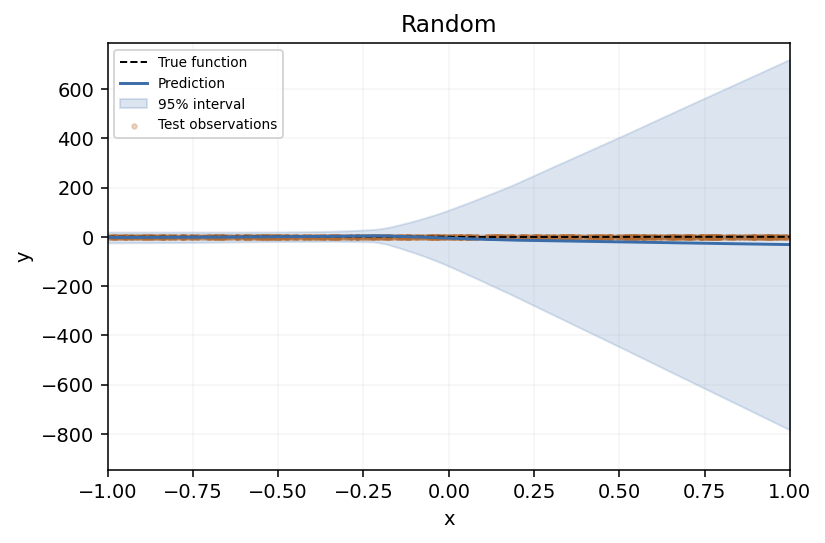 Random
True function
Prediction
95% interval
Test observations
600
400
200
0
−200
−400
−600
−800
y
−1.00 −0.75 −0.50 −0.25 0.00 0.25 0.50 0.75 1.00
x